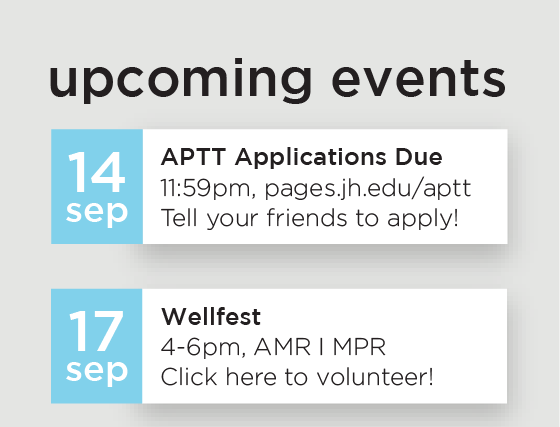 upcoming events
14
sep
APTT Applications Due
11:59pm, pages.jh.edu/aptt
Tell your friends to apply!
17
sep
Wellfest
4-6pm, AMR I MPR
Click here to volunteer!